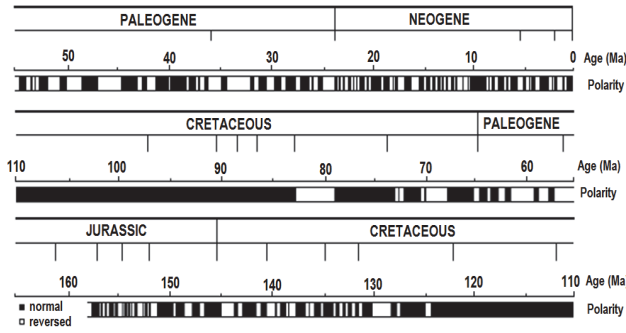 PALEOGENE NEOGENE
50 40 30 20 10 0 Age (Ma)
Polarity
CRETACEOUS PALEOGENE
110 100 90 80 70 60 Age (Ma)
Polarity
JURASSIC CRETACEOUS
160 150 140 130 120 110 Age (Ma)
normal
reversed
Polarity